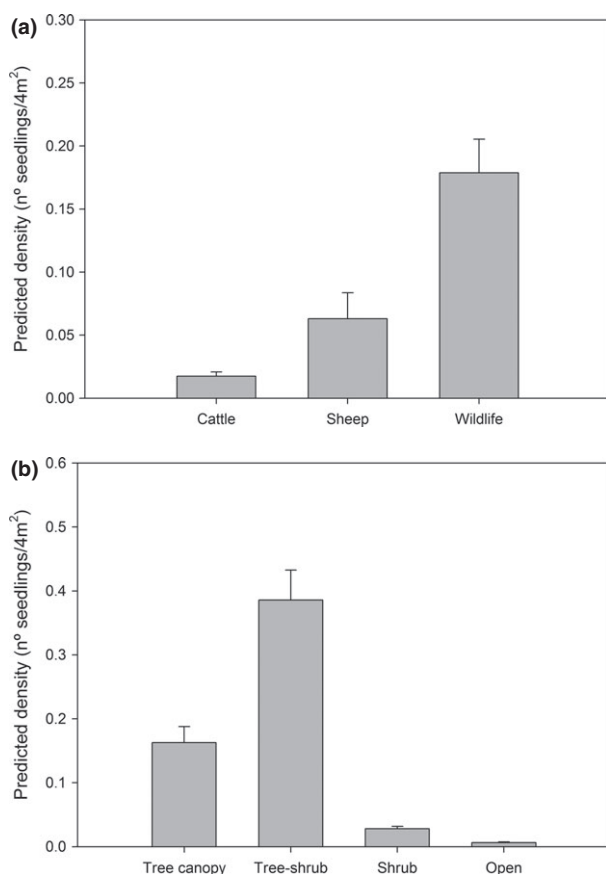 (a)
Predicted density (nº seedlings/4m²)
0.30
0.25
0.20
0.15
0.10
0.05
0.00
Cattle Sheep Wildlife
(b)
Predicted density (nº seedlings/4m²)
0.6
0.5
0.4
0.3
0.2
0.1
0.0
Tree canopy Tree-shrub Shrub Open